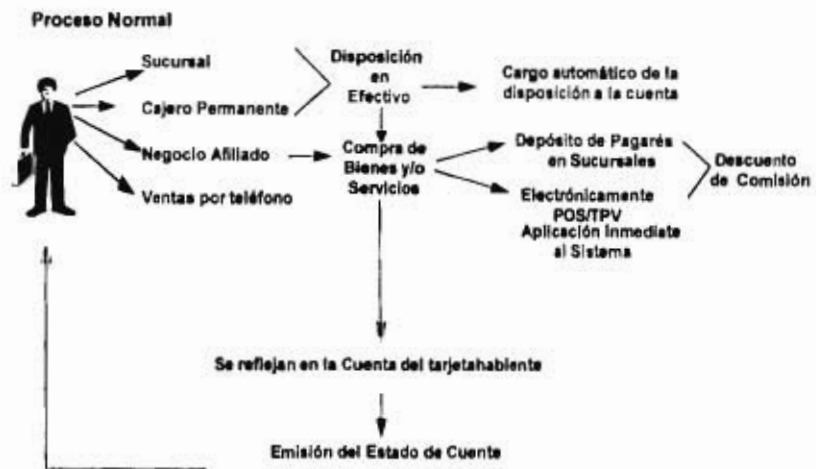 Proceso Normal
Sucursal
Cajero Permanente
Negocio Afiliado
Ventas por teléfono
Disposición
en
Efectivo
Cargo automático de la
disposición a la cuenta
Compra de
Bienes y/o
Servicios
Depósito de Pagarés
en Sucursales
Electrónicamente
POS/TPV
Aplicación Inmediate
al Sistema
Descuento
de Comisión
Se reflejan en la Cuenta del tarjetahabiente
Emisión del Estado de Cuente